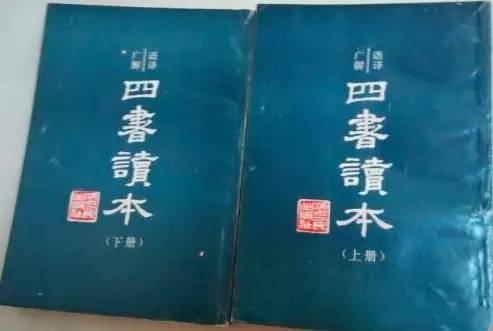 语译
广解
四書讀本
（下册）
语译
广解
四書讀本
（上册）